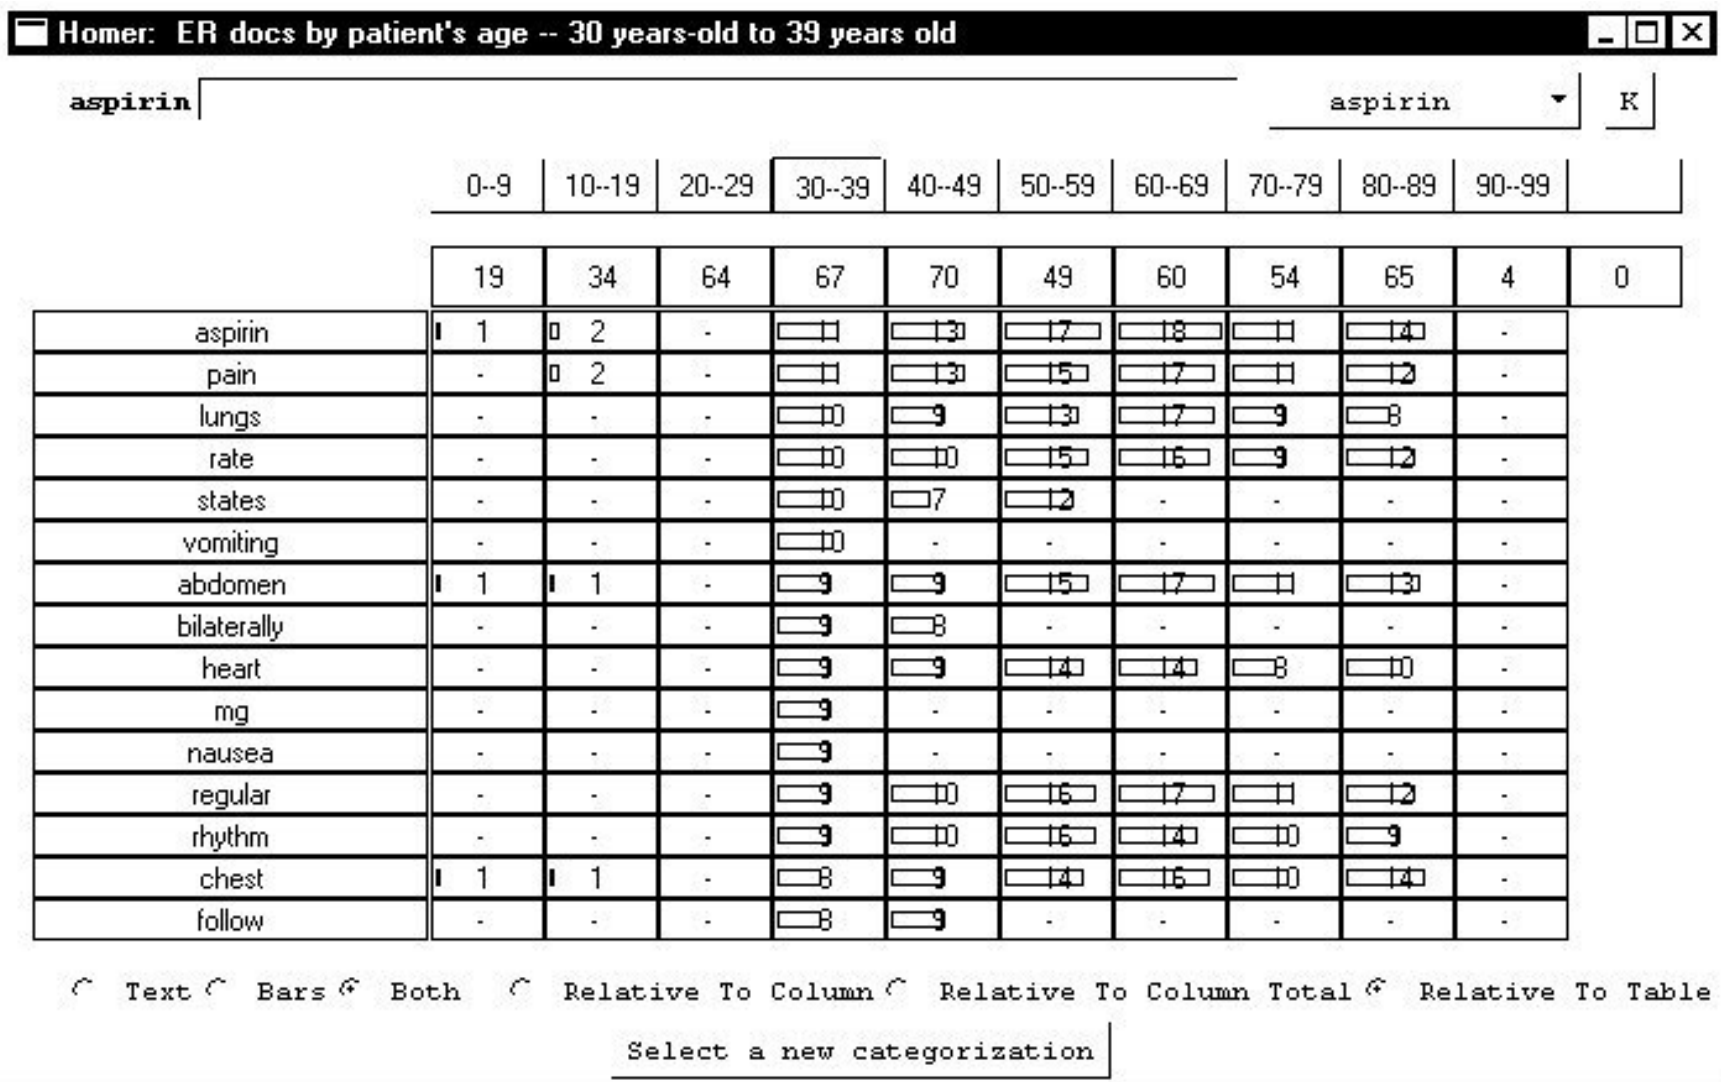 Homer: ER docs by patient's age -- 30 years-old to 39 years old
aspirin aspirin K
0--9 10--19 20--29 30--39 40--49 50--59 60--69 70--79 80--89 90--99
19 34 64 67 70 49 60 54 65 4 0
aspirin 1 2 - 11 13 17 18 11 14 -
pain - 2 - 11 13 15 17 11 12 -
lungs - - - 10 9 13 17 9 8 -
rate - - - 10 10 15 16 9 12 -
states - - - 10 7 12 - - - -
vomiting - - - 10 - - - - - -
abdomen 1 1 - 9 9 15 17 11 13 -
bilaterally - - - 9 8 - - - - -
heart - - - 9 9 14 14 8 10 -
mg - - - 9 - - - - - -
nausea - - - 9 - - - - - -
regular - - - 9 10 16 17 11 12 -
rhythm - - - 9 10 16 14 10 9 -
chest 1 1 - 8 9 14 16 10 14 -
follow - - - 8 9 - - - - -
Text Bars Both Relative To Column Relative To Column Total Relative To Table
Select a new categorization